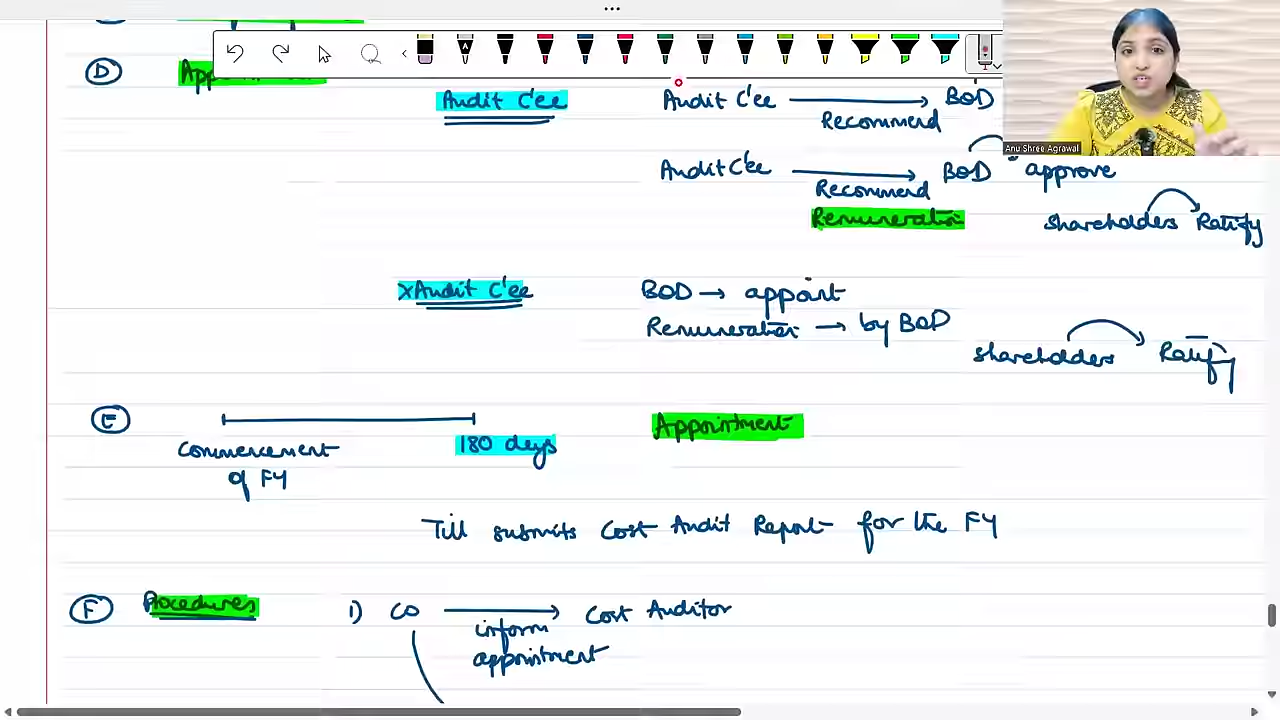 D
Audit C'ee
Audit C'ee → BOD
Recommend
Anu Shree Agrawal
Audit C'ee → BOD approve
Recommend
Remuneration
shareholders Ratify
XAudit C'ee
BOD → appoint
Remuneration → by BOD
shareholders Ratify
E
Appointment
Commencement of FY
180 days
Till submits Cost Audit Report for the FY
F Procedures 1) CO → Cost Auditor
inform
appointment